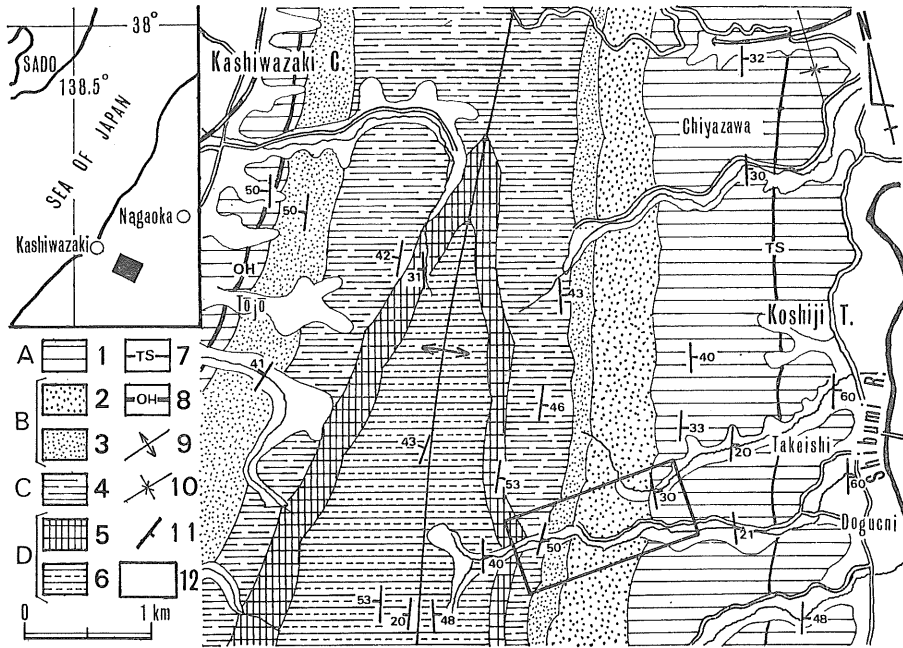 38°
SADO
138.5°
SEA OF JAPAN
Nagaoka
Kashiwazaki
Kashiwazaki C.
32
Chiyazawa
30
50
50
42
31
OH
Tojo
43
TS
Koshiji T.
41
40
46
60
33
20
Takeishi
Shibumi R.
43
53
30
60
Dogucni
50
21
40
53
20
48
48
A 1
B 2
3
C 4
D 5
6
7 TS
8 OH
9
10
11
12
0 1 km